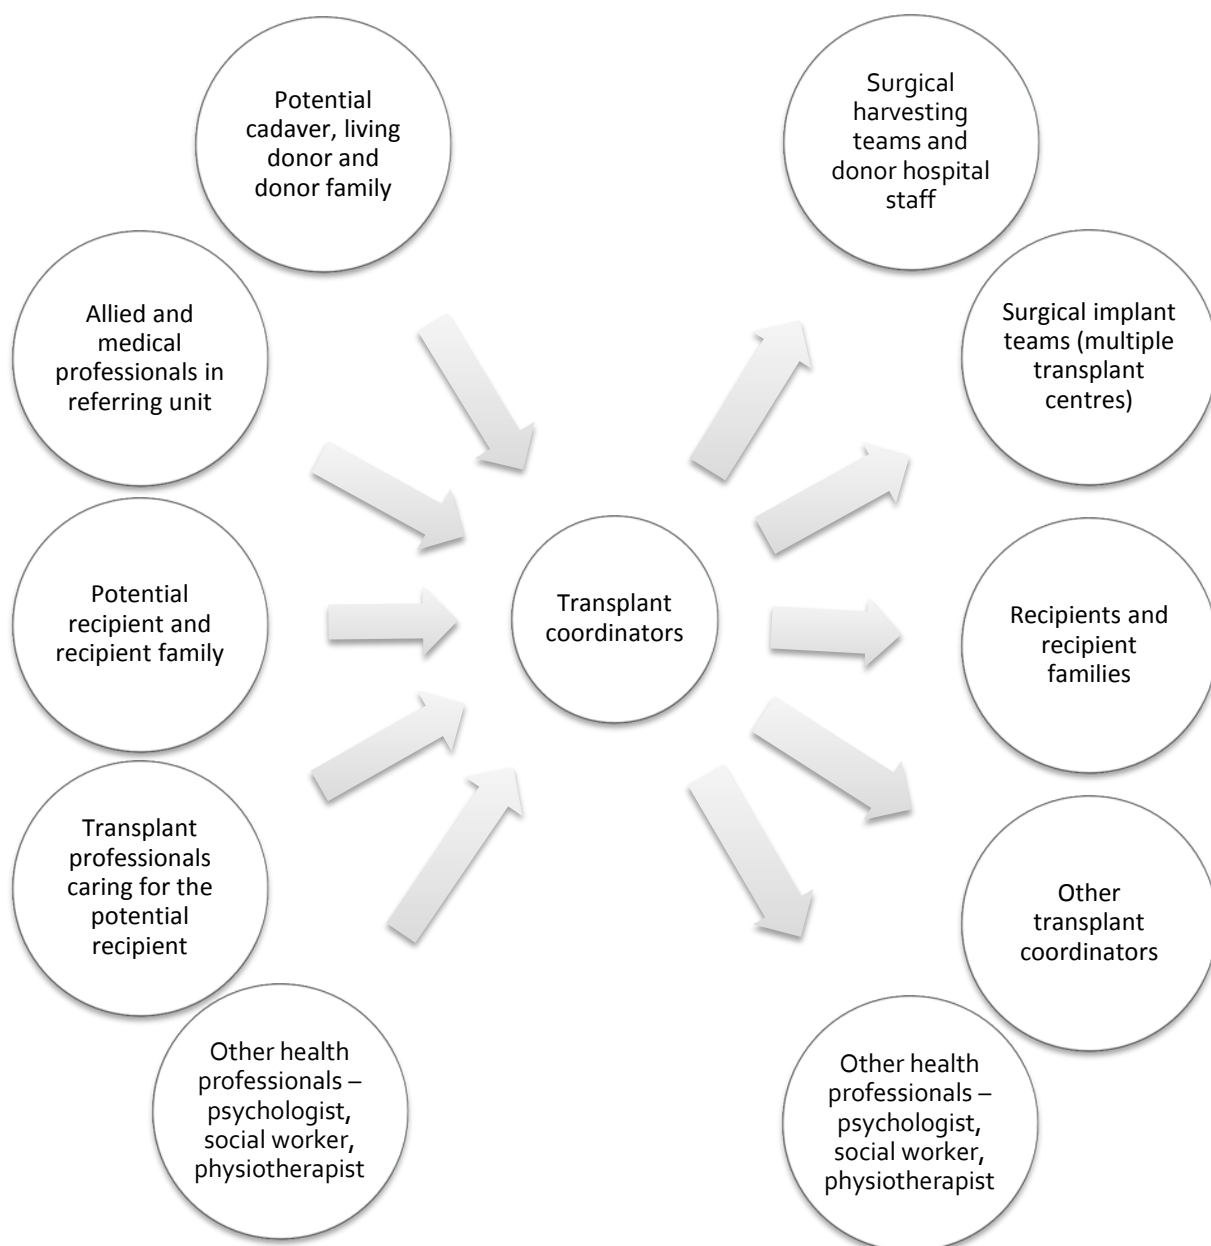 Potential
cadaver, living
donor and
donor family
Allied and
medical
professionals in
referring unit
Potential
recipient and
recipient family
Transplant
professionals
caring for the
potential
recipient
Other health
professionals –
psychologist,
social worker,
physiotherapist
Transplant
coordinators
Surgical
harvesting
teams and
donor hospital
staff
Surgical implant
teams (multiple
transplant
centres)
Recipients and
recipient
families
Other
transplant
coordinators
Other health
professionals –
psychologist,
social worker,
physiotherapist